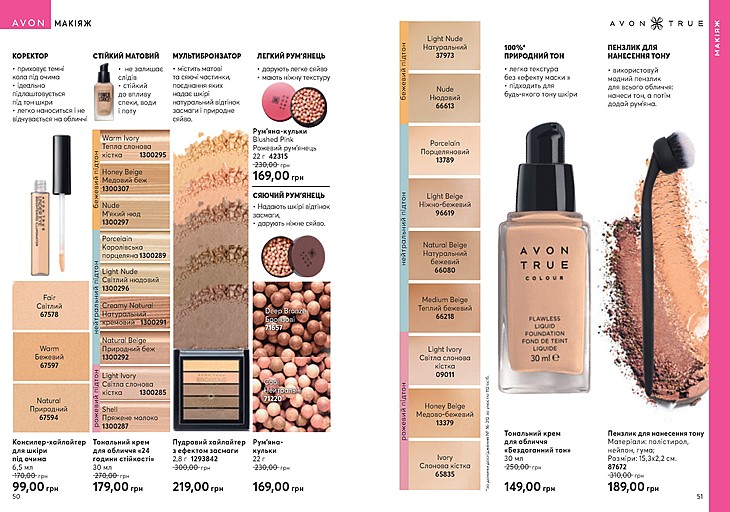 AVON
МАКІЯЖ
КОРЕКТОР
• приховує темні
кола під очима
• ідеально
підлаштовується
під тон шкіри
• легко наноситься і не
відчувається на обличчі
СТІЙКИЙ МАТОВИЙ
• не залишає
слідів
• стійкий
до впливу
спеки, води
і поту
МУЛЬТИБРОНЗАТОР
• містить матові
та сяючі частинки,
поєднання яких
надає шкірі
натуральний відтінок
засмаги і природне
сяйво.
ЛЕГКИЙ РУМ'ЯНЕЦЬ
• дарують легке сяйво
• мають ніжну текстуру
Рум'яна-кульки
Blushed Pink
Рожевий рум'янець
22 г 42315
230,00 грн
169,00 грн
СЯЮЧИЙ РУМ'ЯНЕЦЬ
• Надають шкірі відтінок
засмаги,
• дарують ніжне сяйво.
Deep Bronze
Бронзові
71657
Нейтральні
71220
бежевий підтон
Warm Ivory
Тепла слонова
кістка 1300295
Honey Beige
Медовий беж
1300307
Nude
М'який нюд
1300297
нейтральний підтон
Porcelain
Королівська
порцеляна 1300289
Light Nude
Світлий нюдовий
1300296
Creamy Natural
Натуральний
кремовий 1300291
Natural Beige
Природний беж
1300292
рожевий підтон
Light Ivory
Світла слонова
кістка 1300285
Shell
Пряжене молоко
1300287
Fair
Світлий
67578
Warm
Бежевий
67597
Natural
Природний
67594
Консилер-хайлайтер
для шкіри
під очима
6,5 мл
170,00 грн
99,00 грн
Тональний крем
для обличчя «24
години стійкості»
30 мл
270,00 грн
179,00 грн
Пудровий хайлайтер
з ефектом засмаги
2,8 г 1293842
300,00 грн
219,00 грн
Рум'яна-
кульки
22 г
230,00 грн
169,00 грн
50
AVON TRUE
МАКІЯЖ
бежевий підтон
Light Nude
Натуральний
37973
Nude
Нюдовий
66613
нейтральний підтон
Porcelain
Порцеляновий
13789
Light Beige
Ніжно-бежевий
96619
Natural Beige
Натуральний
бежевий
66080
Medium Beige
Теплий бежевий
66218
рожевий підтон
Light Ivory
Світла слонова
кістка
09011
Honey Beige
Медово-бежевий
13379
Ivory
Слонова кістка
65835
100%*
ПРИРОДНИЙ ТОН
• легка текстура
без «ефекту маски»
• підходить для
будь-якого тону шкіри
AVON
TRUE
COLOUR
FLAWLESS
LIQUID
FOUNDATION
FOND DE TEINT
LIQUIDE
30 ml e
Тональний крем
для обличчя
«Бездоганний тон»
30 мл
250,00 грн
149,00 грн
ПЕНЗЛИК ДЛЯ
НАНЕСЕННЯ ТОНУ
• використовуй
модний пензлик
для всього обличчя:
нанеси тон, а потім
додай рум'яна.
Пензлик для нанесення тону
Матеріали: полістирол,
нейлон, гума;
Розміри: 15,3х2,2 см.
87672
310,00 грн
189,00 грн
51